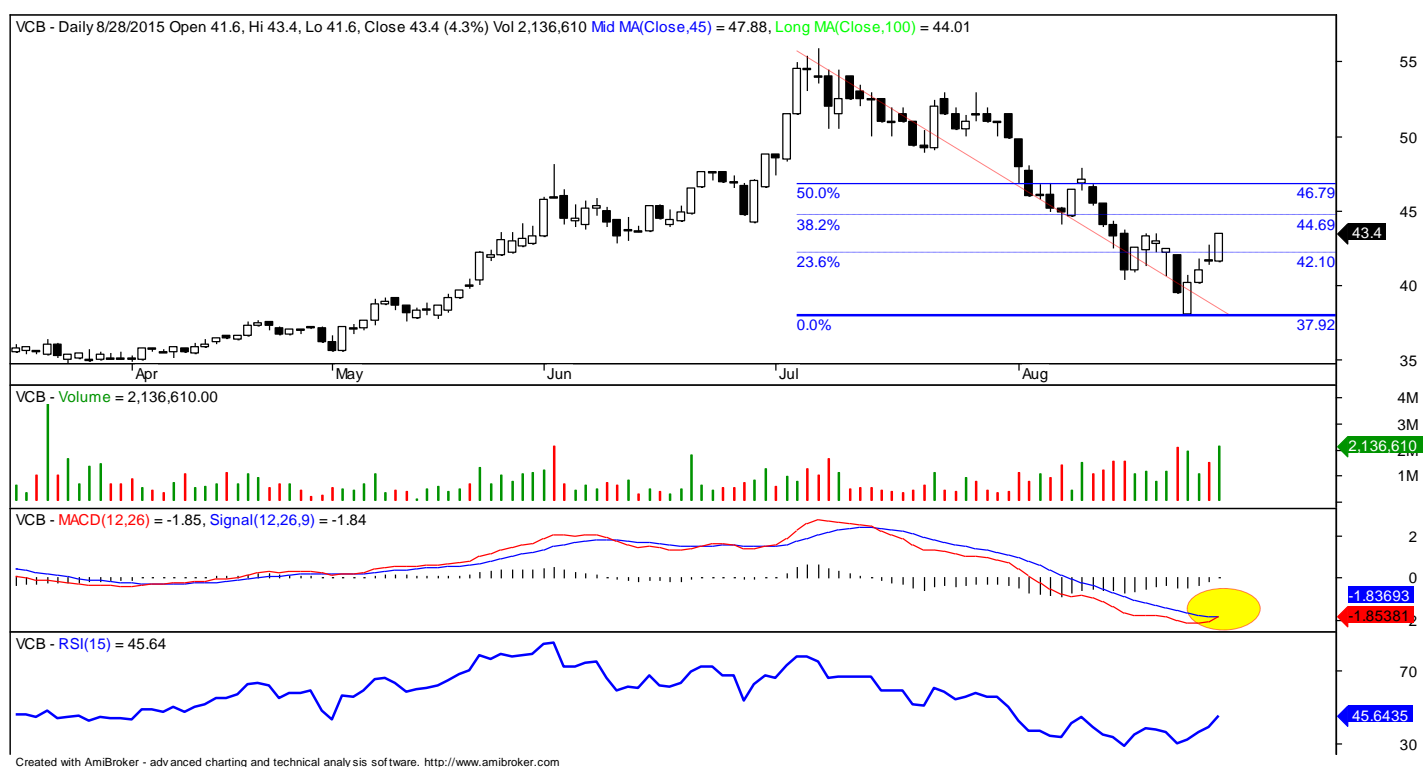 VCB - Daily 8/28/2015 Open 41.6, Hi 43.4, Lo 41.6, Close 43.4 (4.3%) Vol 2,136,610 Mid MA(Close,45) = 47.88, Long MA(Close,100) = 44.01
55
50
50.0% 46.79
45
38.2% 44.69
43.4
23.6% 42.10
40
0.0% 37.92
35
Apr May Jun Jul Aug
VCB - Volume = 2,136,610.00
4M
3M
2,136,610
2M
1M
VCB - MACD(12,26) = -1.85, Signal(12,26,9) = -1.84
2
0
-1.83693
-1.85381
2
VCB - RSI(15) = 45.64
70
45.6435
30
Created with AmiBroker - advanced charting and technical analysis software. http://www.amibroker.com